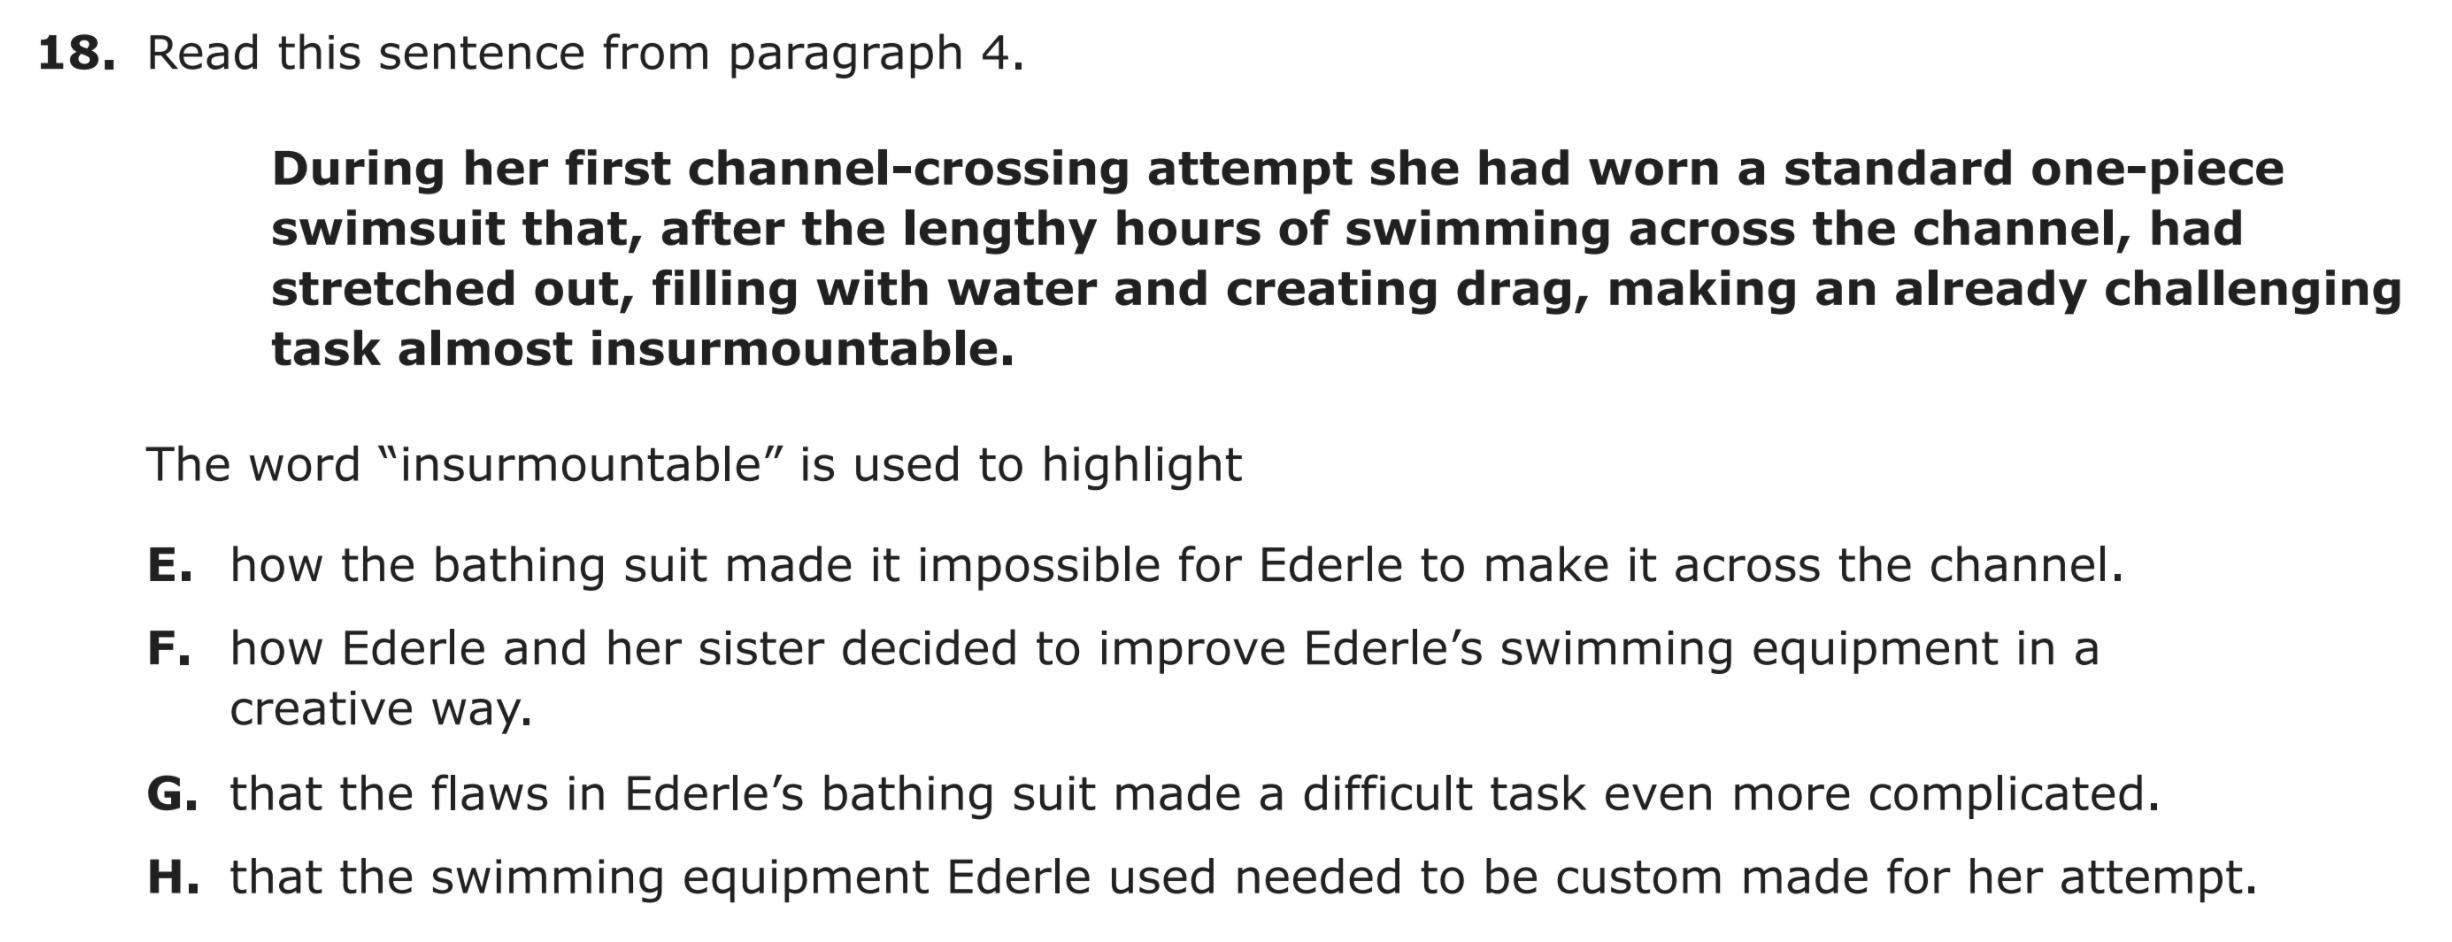 18. Read this sentence from paragraph 4.
During her first channel-crossing attempt she had worn a standard one-piece
swimsuit that, after the lengthy hours of swimming across the channel, had
stretched out, filling with water and creating drag, making an already challenging
task almost insurmountable.
The word “insurmountable” is used to highlight
E. how the bathing suit made it impossible for Ederle to make it across the channel.
F. how Ederle and her sister decided to improve Ederle’s swimming equipment in a
creative way.
G. that the flaws in Ederle’s bathing suit made a difficult task even more complicated.
H. that the swimming equipment Ederle used needed to be custom made for her attempt.